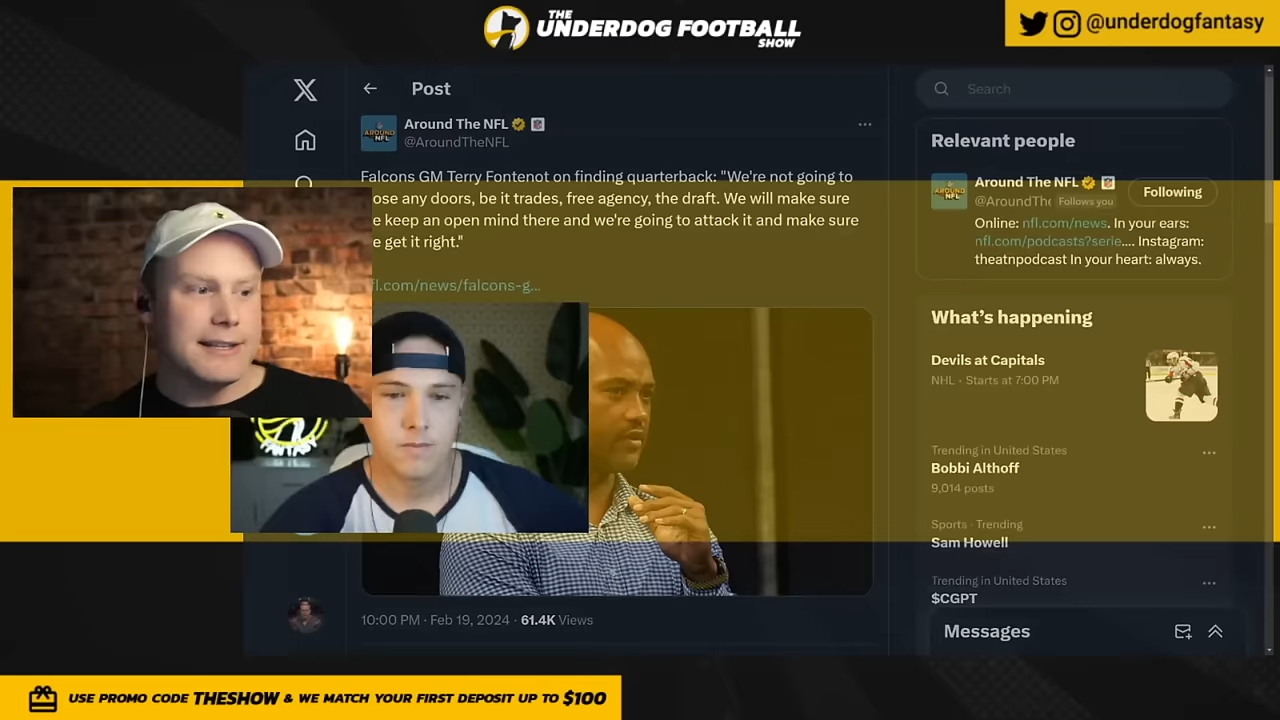 THE
UNDERDOG FOOTBALL
SHOW
@underdogfantasy
Post
Search
Around The NFL
@AroundTheNFL
Falcons GM Terry Fontenot on finding quarterback: "We're not going to
ose any doors, be it trades, free agency, the draft. We will make sure
e keep an open mind there and we're going to attack it and make sure
e get it right."
fl.com/news/falcons-g...
AROUND
NFL
Relevant people
Around The NFL
Following
@AroundThe Follows you
Online: nfl.com/news. In your ears:
nfl.com/podcasts?serie.... Instagram:
theatnpodcast In your heart: always.
What's happening
Devils at Capitals
NHL · Starts at 7:00 PM
Trending in United States
Bobbi Althoff
9,014 posts
Sports · Trending
Sam Howell
Trending in United States
$CGPT
FANTASY
10:00 PM · Feb 19, 2024 · 61.4K Views
Messages
USE PROMO CODE THESHOW & WE MATCH YOUR FIRST DEPOSIT UP TO $100